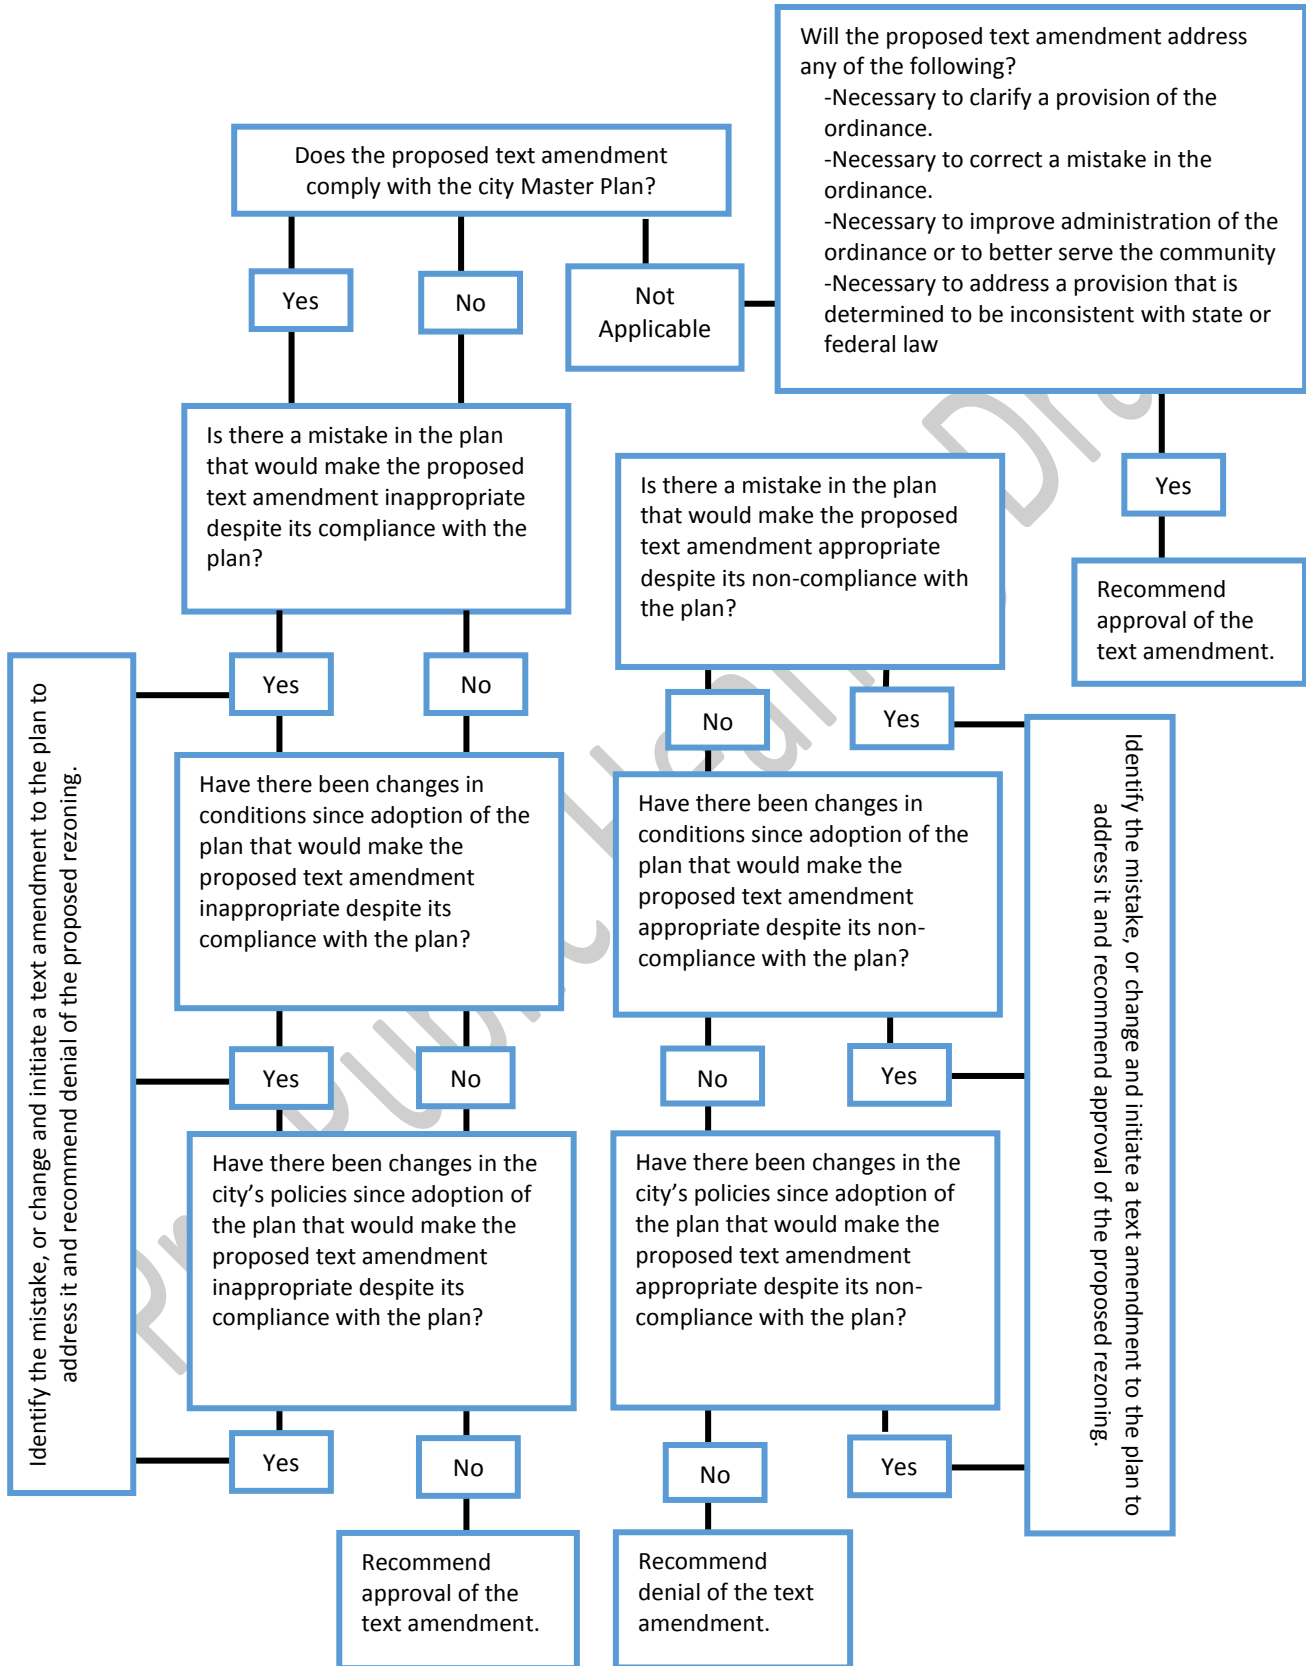 Will the proposed text amendment address
any of the following?
-Necessary to clarify a provision of the
ordinance.
-Necessary to correct a mistake in the
ordinance.
-Necessary to improve administration of the
ordinance or to better serve the community
-Necessary to address a provision that is
determined to be inconsistent with state or
federal law
Does the proposed text amendment
comply with the city Master Plan?
Yes
No
Not
Applicable
Yes
Recommend
approval of the
text amendment.
Is there a mistake in the plan
that would make the proposed
text amendment inappropriate
despite its compliance with the
plan?
Is there a mistake in the plan
that would make the proposed
text amendment appropriate
despite its non-compliance with
the plan?
Yes
No
No
Yes
Identify the mistake, or change and initiate a text amendment to the plan to
address it and recommend denial of the proposed rezoning.
Identify the mistake, or change and initiate a text amendment to the plan to
address it and recommend approval of the proposed rezoning.
Have there been changes in
conditions since adoption of the
plan that would make the
proposed text amendment
inappropriate despite its
compliance with the plan?
Have there been changes in
conditions since adoption of the
plan that would make the
proposed text amendment
appropriate despite its non-
compliance with the plan?
Yes
No
No
Yes
Have there been changes in the
city’s policies since adoption of
the plan that would make the
proposed text amendment
inappropriate despite its
compliance with the plan?
Have there been changes in the
city’s policies since adoption of
the plan that would make the
proposed text amendment
appropriate despite its non-
compliance with the plan?
Yes
No
No
Yes
Recommend
approval of the
text amendment.
Recommend
denial of the text
amendment.